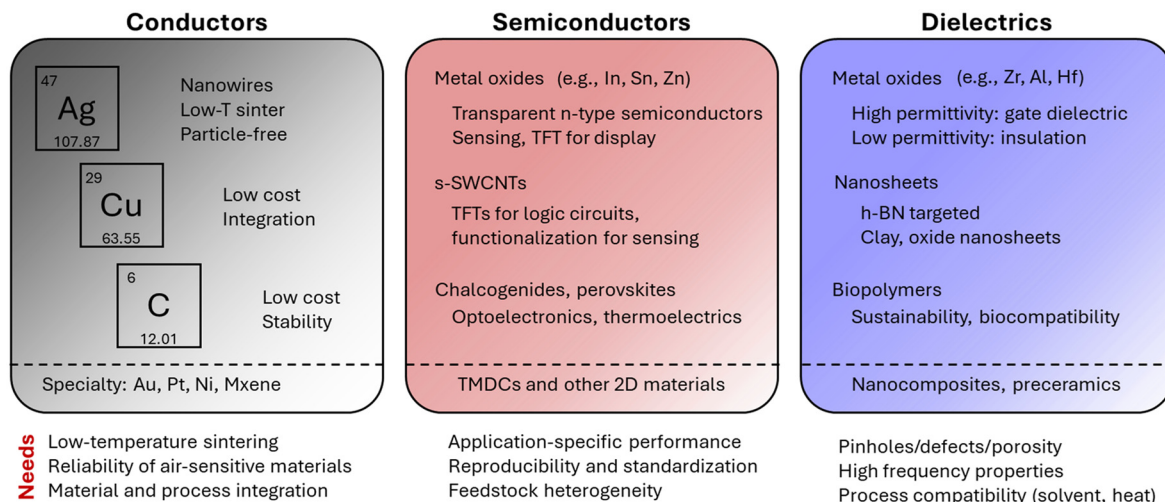 Conductors
47
Ag
107.87
Nanowires
Low-T sinter
Particle-free
29
Cu
63.55
Low cost
Integration
6
C
12.01
Low cost
Stability
Specialty: Au, Pt, Ni, Mxene
Semiconductors
Metal oxides (e.g., In, Sn, Zn)
Transparent n-type semiconductors
Sensing, TFT for display
s-SWCNTs
TFTs for logic circuits,
functionalization for sensing
Chalcogenides, perovskites
Optoelectronics, thermoelectrics
TMDCs and other 2D materials
Dielectrics
Metal oxides (e.g., Zr, Al, Hf)
High permittivity: gate dielectric
Low permittivity: insulation
Nanosheets
h-BN targeted
Clay, oxide nanosheets
Biopolymers
Sustainability, biocompatibility
Nanocomposites, preceramics
Needs
Low-temperature sintering
Reliability of air-sensitive materials
Material and process integration
Application-specific performance
Reproducibility and standardization
Feedstock heterogeneity
Pinholes/defects/porosity
High frequency properties
Process compatibility (solvent, heat)